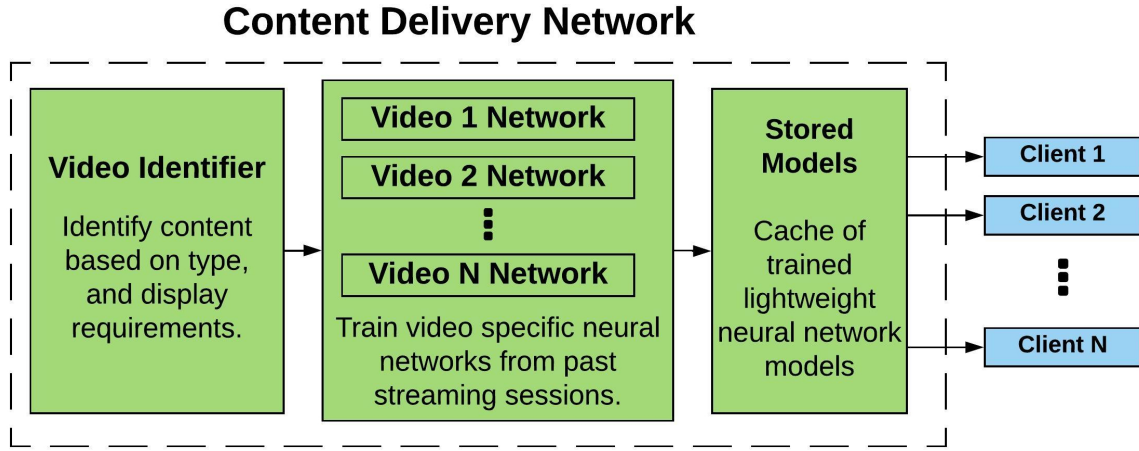 Content Delivery Network
Video Identifier
Identify content
based on type,
and display
requirements.
Video 1 Network
Video 2 Network
Video N Network
Train video specific neural
networks from past
streaming sessions.
Stored
Models
Cache of
trained
lightweight
neural network
models
Client 1
Client 2
Client N